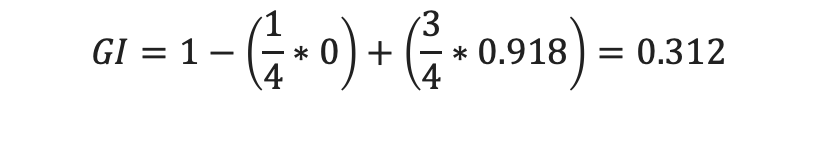 GI = 1 − (1/4 * 0) + (3/4 * 0.918) = 0.312